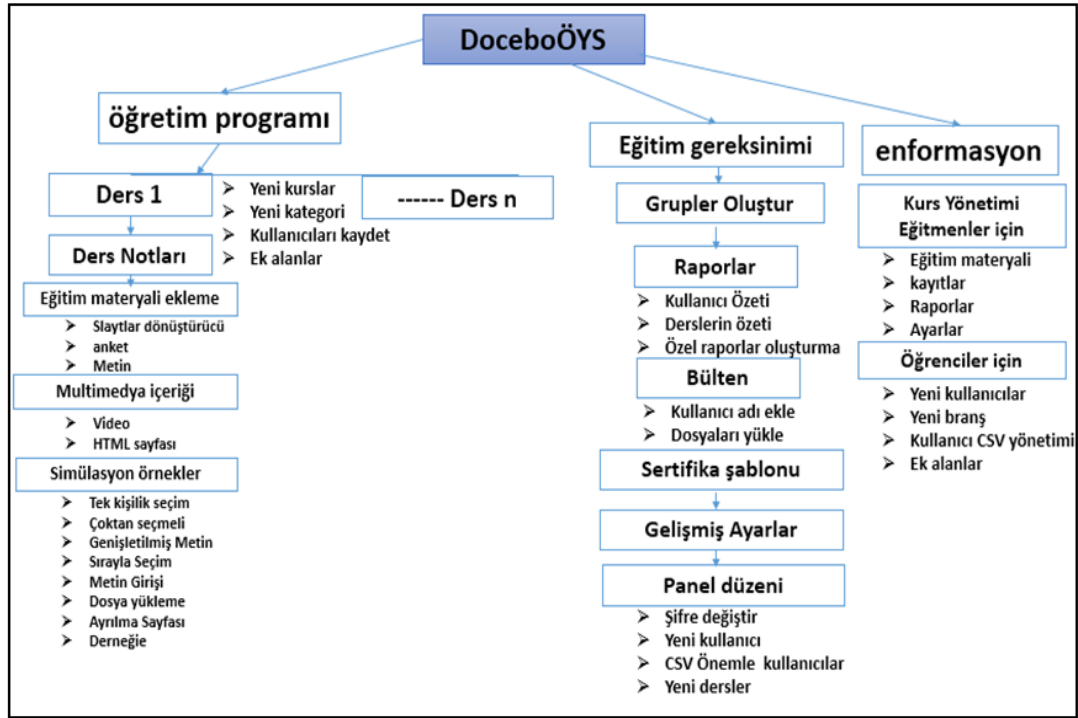 DoceboÖYS
öğretim programı
Ders 1
Yeni kurslar
Yeni kategori
Kullanıcıları kaydet
Ek alanlar
------ Ders n
Ders Notları
Eğitim materyali ekleme
Slaytlar dönüştürücü
anket
Metin
Multimedya içeriği
Video
HTML sayfası
Simülasyon örnekler
Tek kişilik seçim
Çoktan seçmeli
Genişletilmiş Metin
Sırayla Seçim
Metin Girişi
Dosya yükleme
Ayrılma Sayfası
Derneğie
Eğitim gereksinimi
Grupler Oluştur
Raporlar
Kullanıcı Özeti
Derslerin özeti
Özel raporlar oluşturma
Bülten
Kullanıcı adı ekle
Dosyaları yükle
Sertifika şablonu
Gelişmiş Ayarlar
Panel düzeni
Şifre değiştir
Yeni kullanıcı
CSV Önemle kullanıcılar
Yeni dersler
enformasyon
Kurs Yönetimi
Eğitmenler için
Eğitim materyali
kayıtlar
Raporlar
Ayarlar
Öğrenciler için
Yeni kullanıcılar
Yeni branş
Kullanıcı CSV yönetimi
Ek alanlar